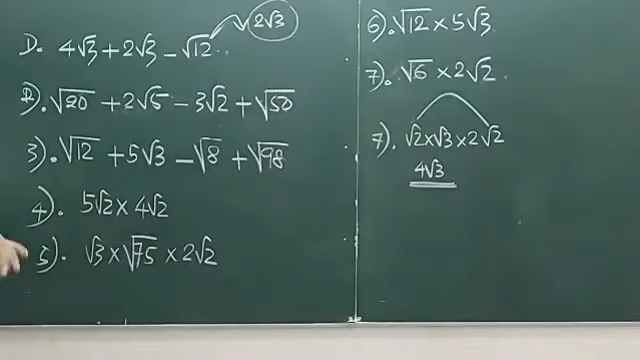 2√3
1). 4√3 + 2√3 - √12
2). √20 + 2√5 - 3√2 + √50
3). √12 + 5√3 - √8 + √98
4). 5√2 × 4√2
5). √3 × √75 × 2√2
6). √12 × 5√3
7). √6 × 2√2
7). √2×√3 × 2√2
4√3